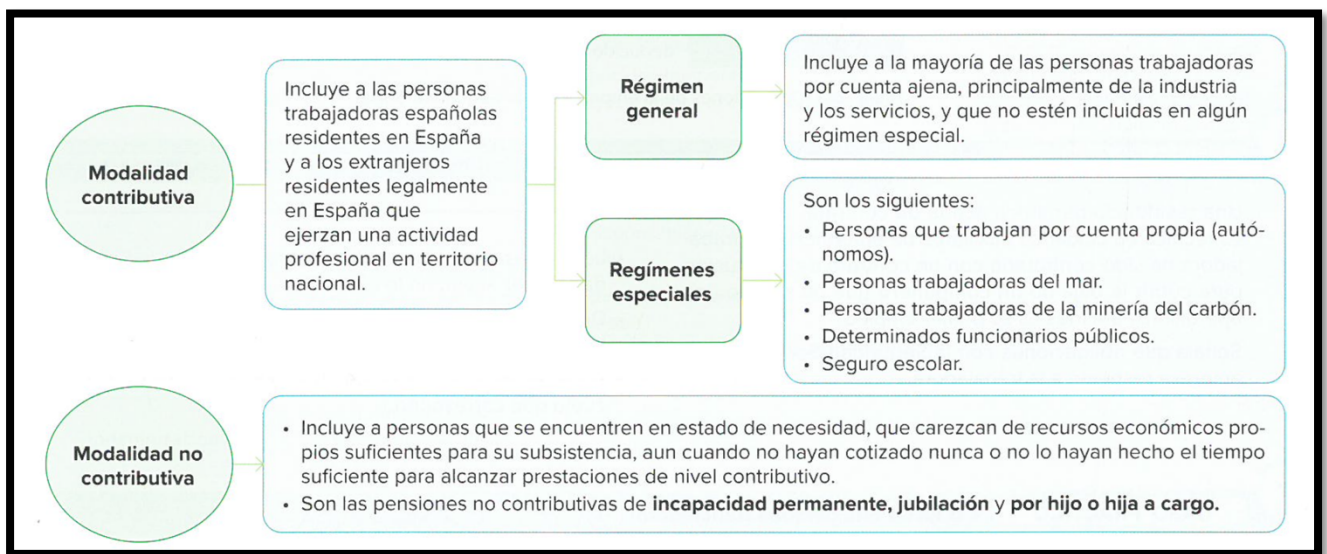 Modalidad
contributiva
Incluye a las personas
trabajadoras españolas
residentes en España
y a los extranjeros
residentes legalmente
en España que
ejerzan una actividad
profesional en territorio
nacional.
Régimen
general
Incluye a la mayoría de las personas trabajadoras
por cuenta ajena, principalmente de la industria
y los servicios, y que no estén incluidas en algún
régimen especial.
Regímenes
especiales
Son los siguientes:
• Personas que trabajan por cuenta propia (autó-
nomos).
• Personas trabajadoras del mar.
• Personas trabajadoras de la minería del carbón.
• Determinados funcionarios públicos.
• Seguro escolar.
Modalidad no
contributiva
• Incluye a personas que se encuentren en estado de necesidad, que carezcan de recursos económicos pro-
pios suficientes para su subsistencia, aun cuando no hayan cotizado nunca o no lo hayan hecho el tiempo
suficiente para alcanzar prestaciones de nivel contributivo.
• Son las pensiones no contributivas de incapacidad permanente, jubilación y por hijo o hija a cargo.